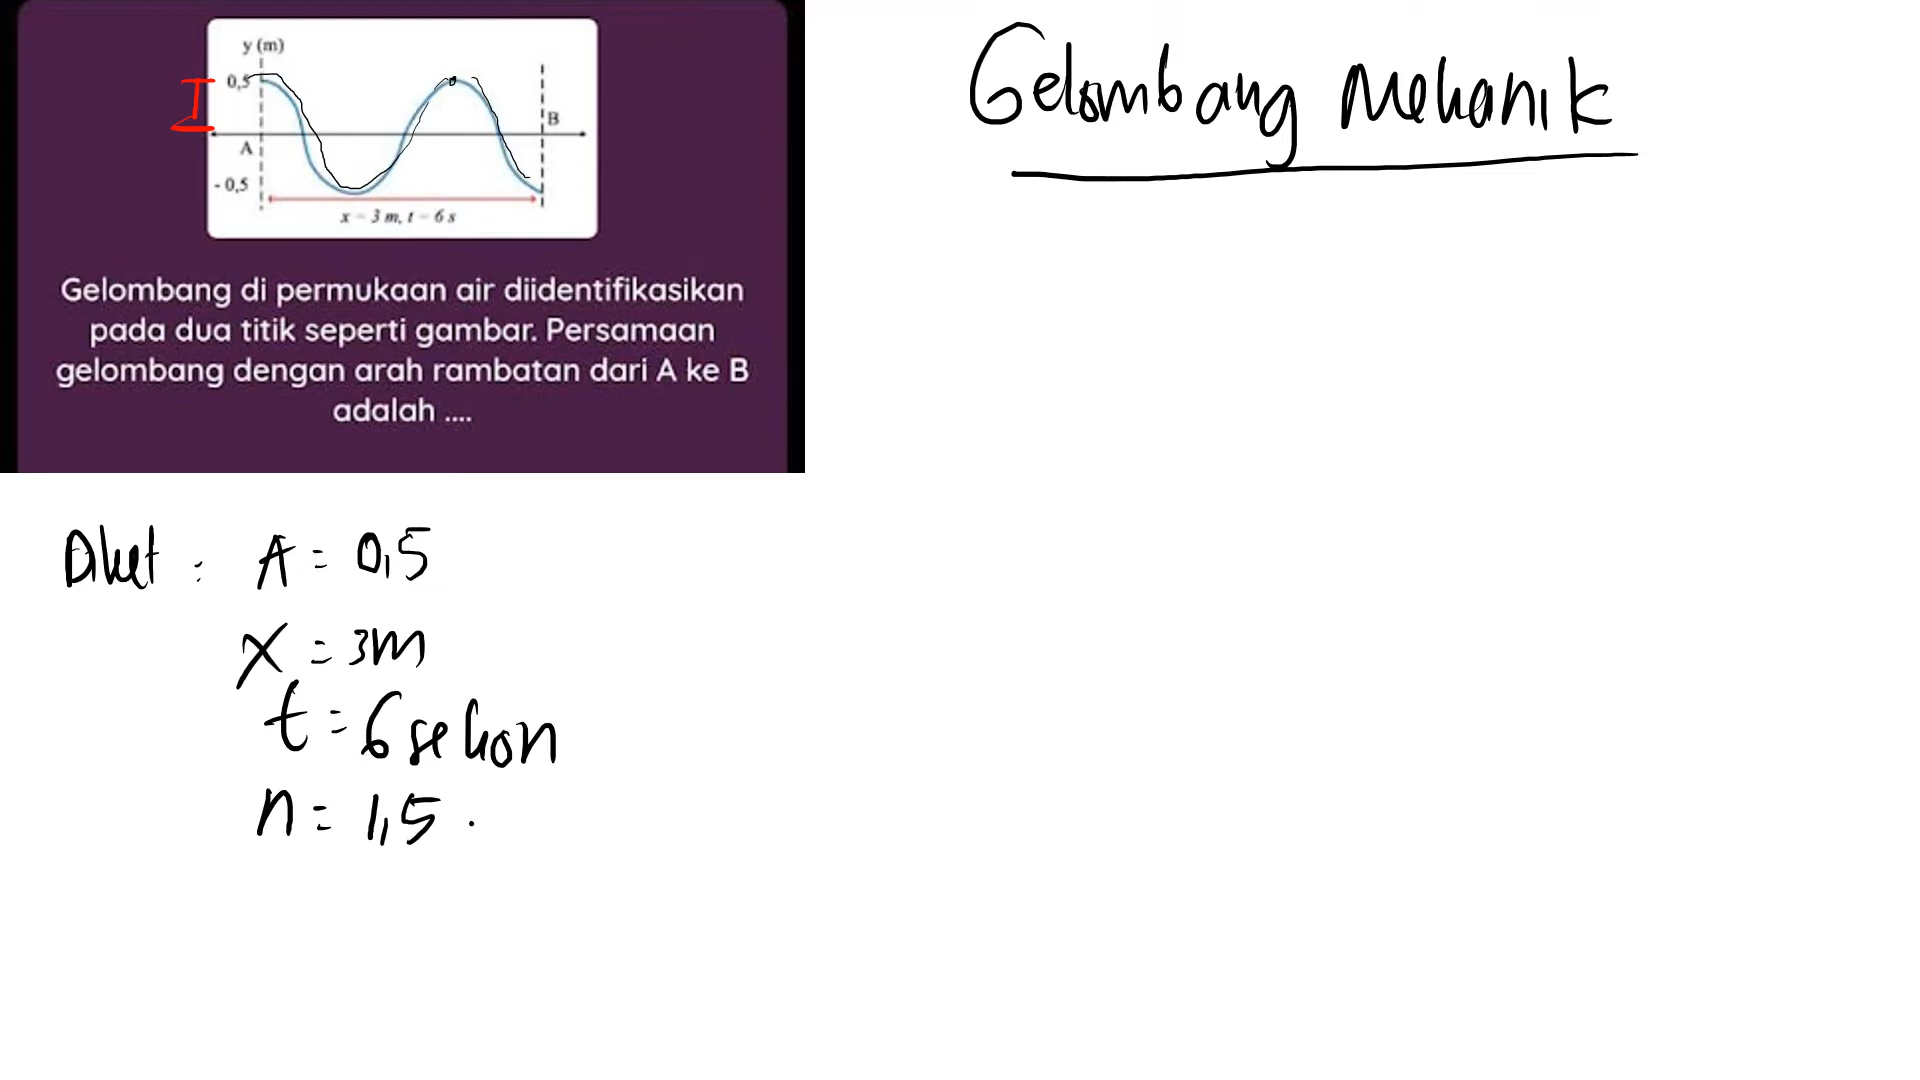 y (m)
0,5
B
A
- 0,5
x = 3 m, t = 6 s
Gelombang di permukaan air diidentifikasikan
pada dua titik seperti gambar. Persamaan
gelombang dengan arah rambatan dari A ke B
adalah ....
Gelombang Mekanik
Diket : A = 0,5
x = 3m
t = 6 sekon
n = 1,5 .